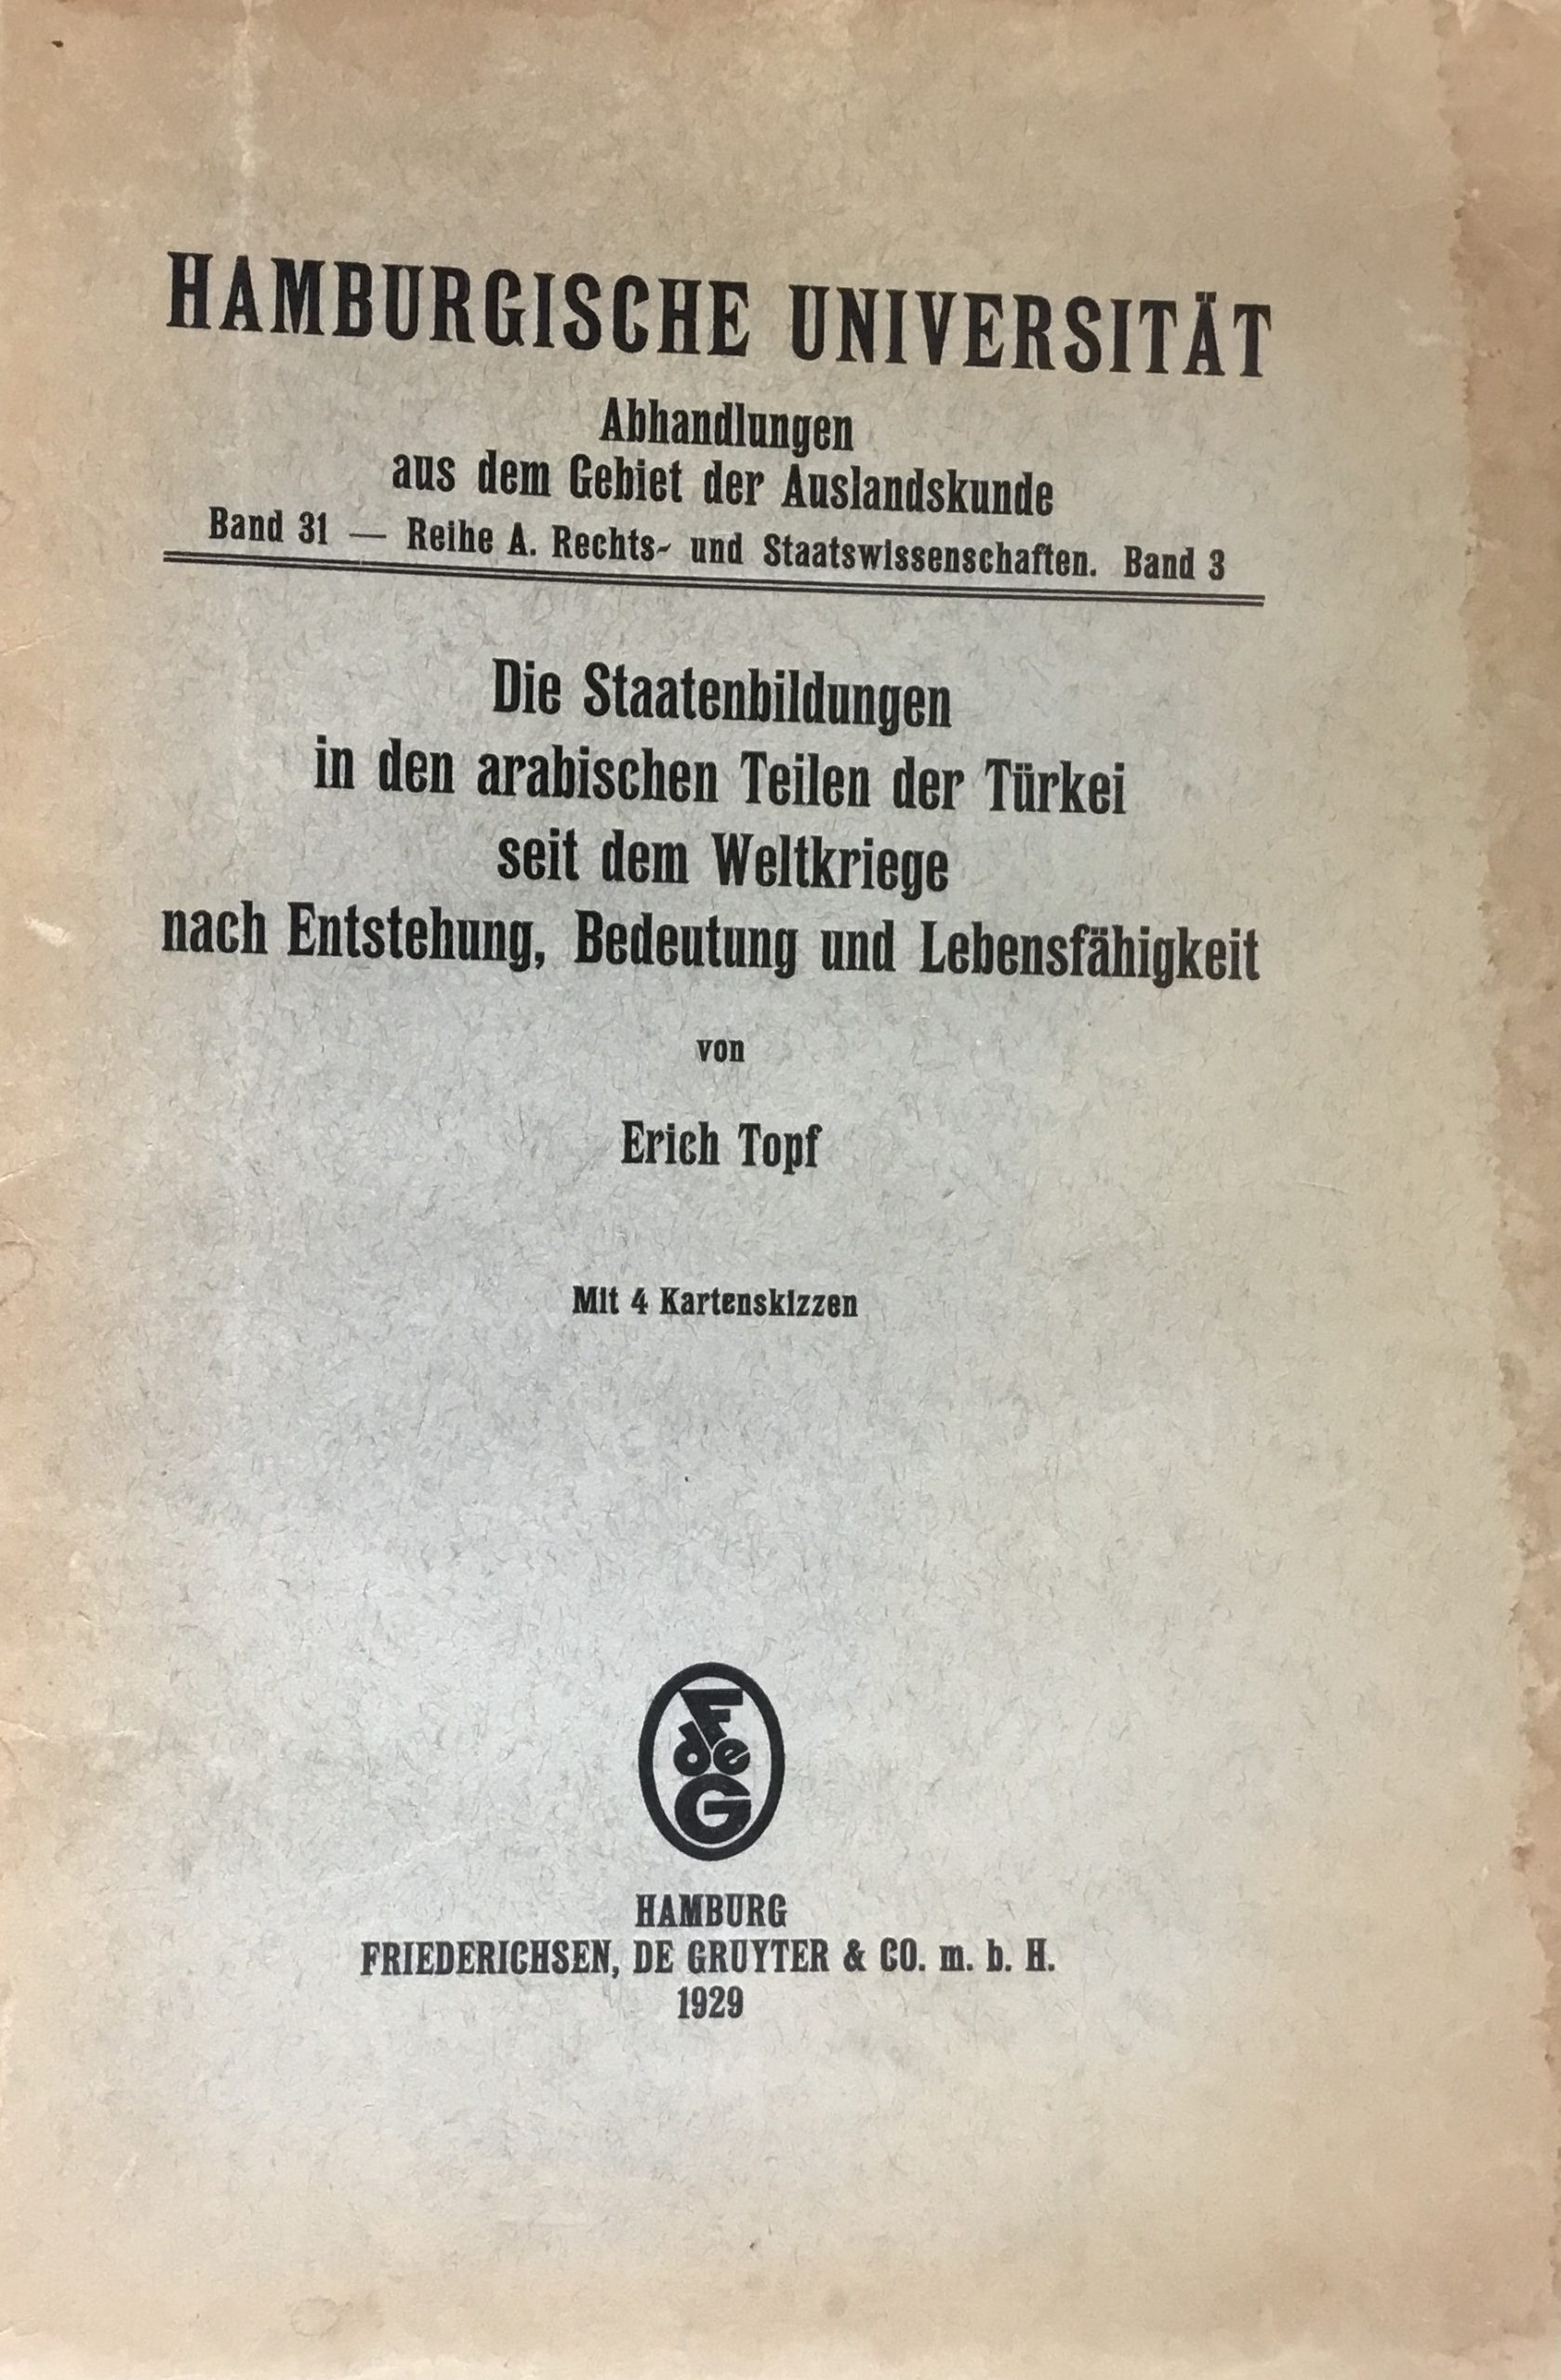 HAMBURGISCHE UNIVERSITÄT
Abhandlungen
aus dem Gebiet der Auslandskunde
Band 31 — Reihe A. Rechts- und Staatswissenschaften. Band 3
Die Staatenbildungen
in den arabischen Teilen der Türkei
seit dem Weltkriege
nach Entstehung, Bedeutung und Lebensfähigkeit
von
Erich Topf
Mit 4 Kartenskizzen
F
de
G
HAMBURG
FRIEDERICHSEN, DE GRUYTER & CO. m. b. H.
1929